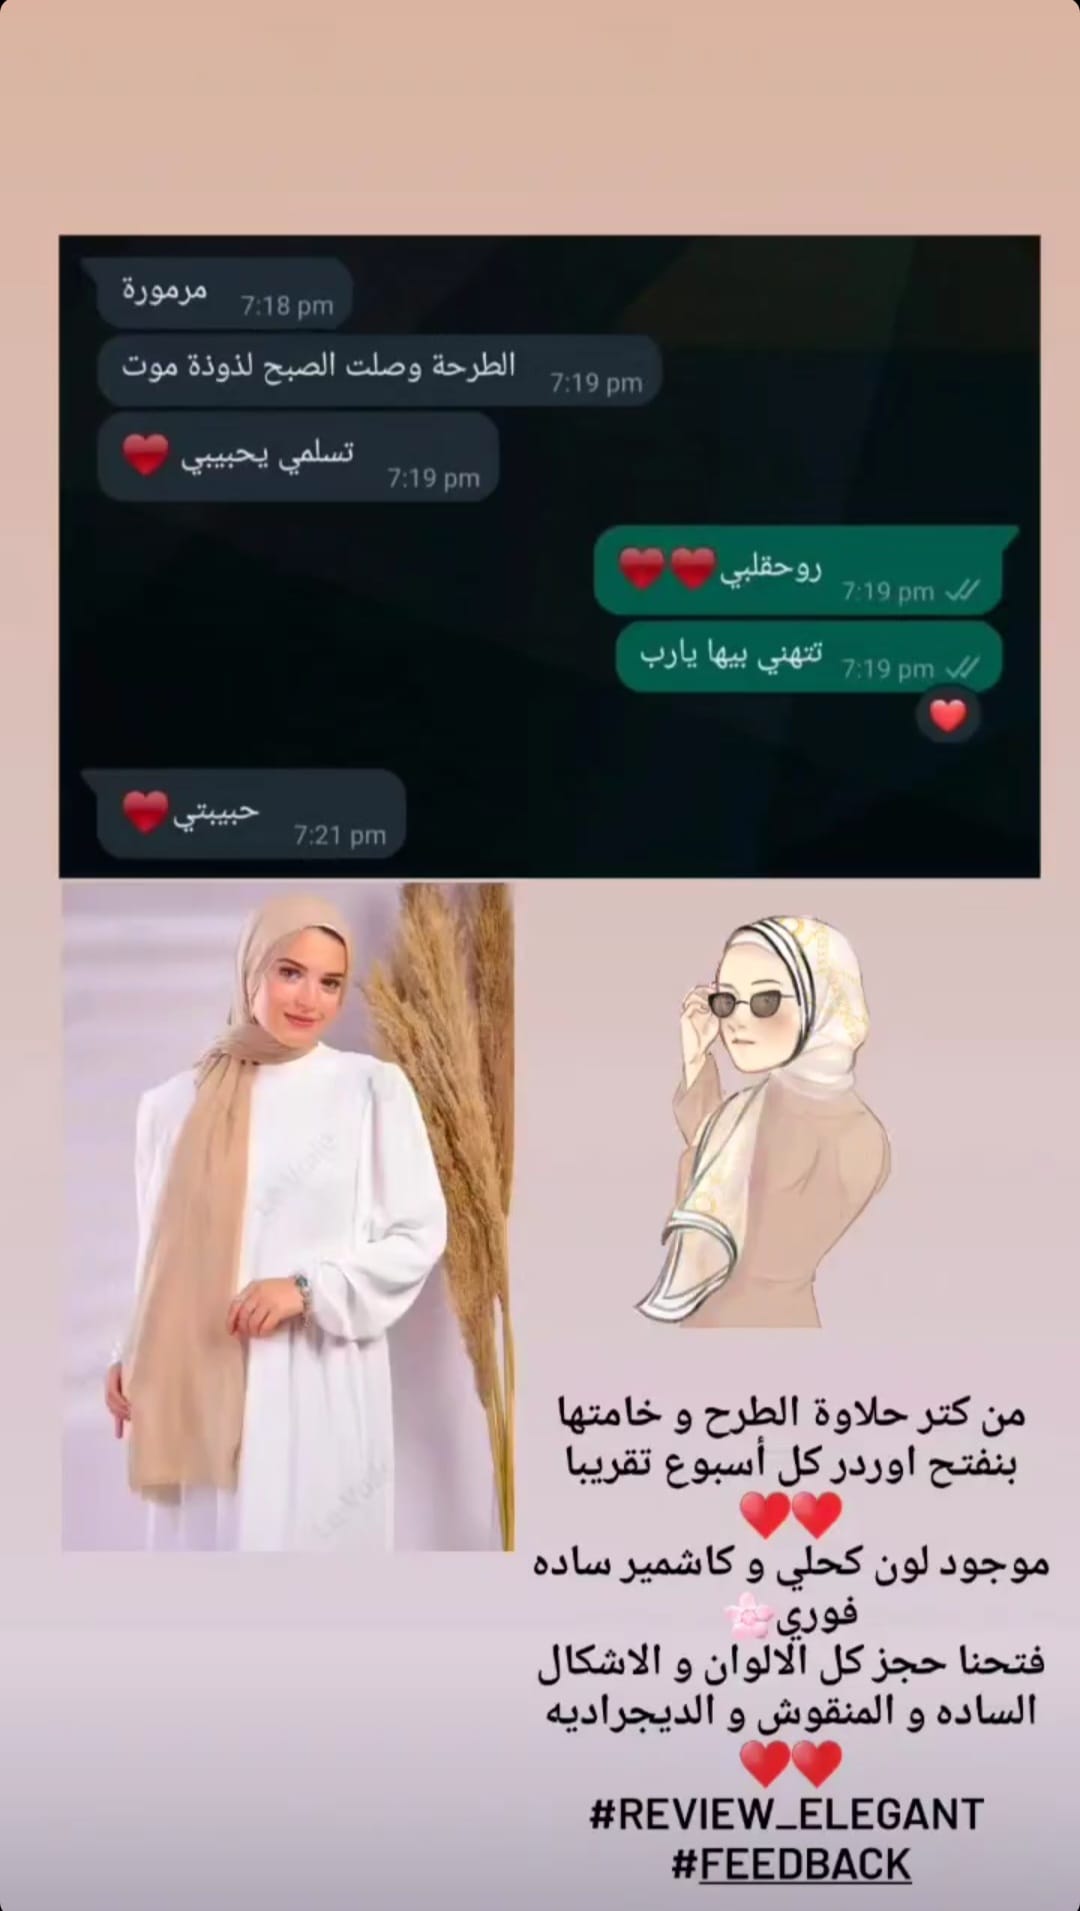 مرمورة
7:18 pm
الطرحة وصلت الصبح لذوذة موت
7:19 pm
تسلمي يحبيبي ❤️
7:19 pm
روحقلبي❤️❤️
7:19 pm
تتهني بيها يارب
7:19 pm
❤️
حبيبتي❤️
7:21 pm
من كتر حلاوة الطرح و خامتها
بنفتح اوردر كل أسبوع تقريبا
❤️❤️
موجود لون كحلي و كاشمير ساده
فوري🌸
فتحنا حجز كل الالوان و الاشكال
الساده و المنقوش و الديجراديه
❤️❤️
#REVIEW_ELEGANT
#FEEDBACK